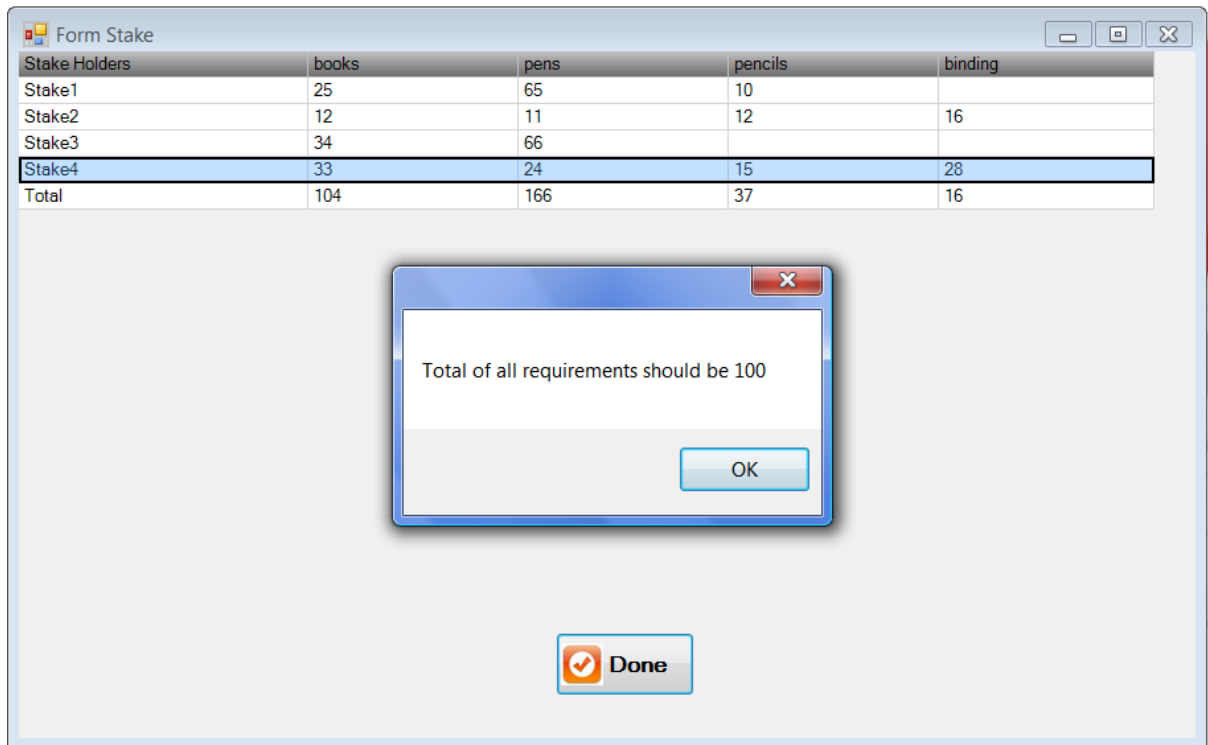 Form Stake
Stake Holders books pens pencils binding
Stake1 25 65 10
Stake2 12 11 12 16
Stake3 34 66
Stake4 33 24 15 28
Total 104 166 37 16
Total of all requirements should be 100
OK
Done